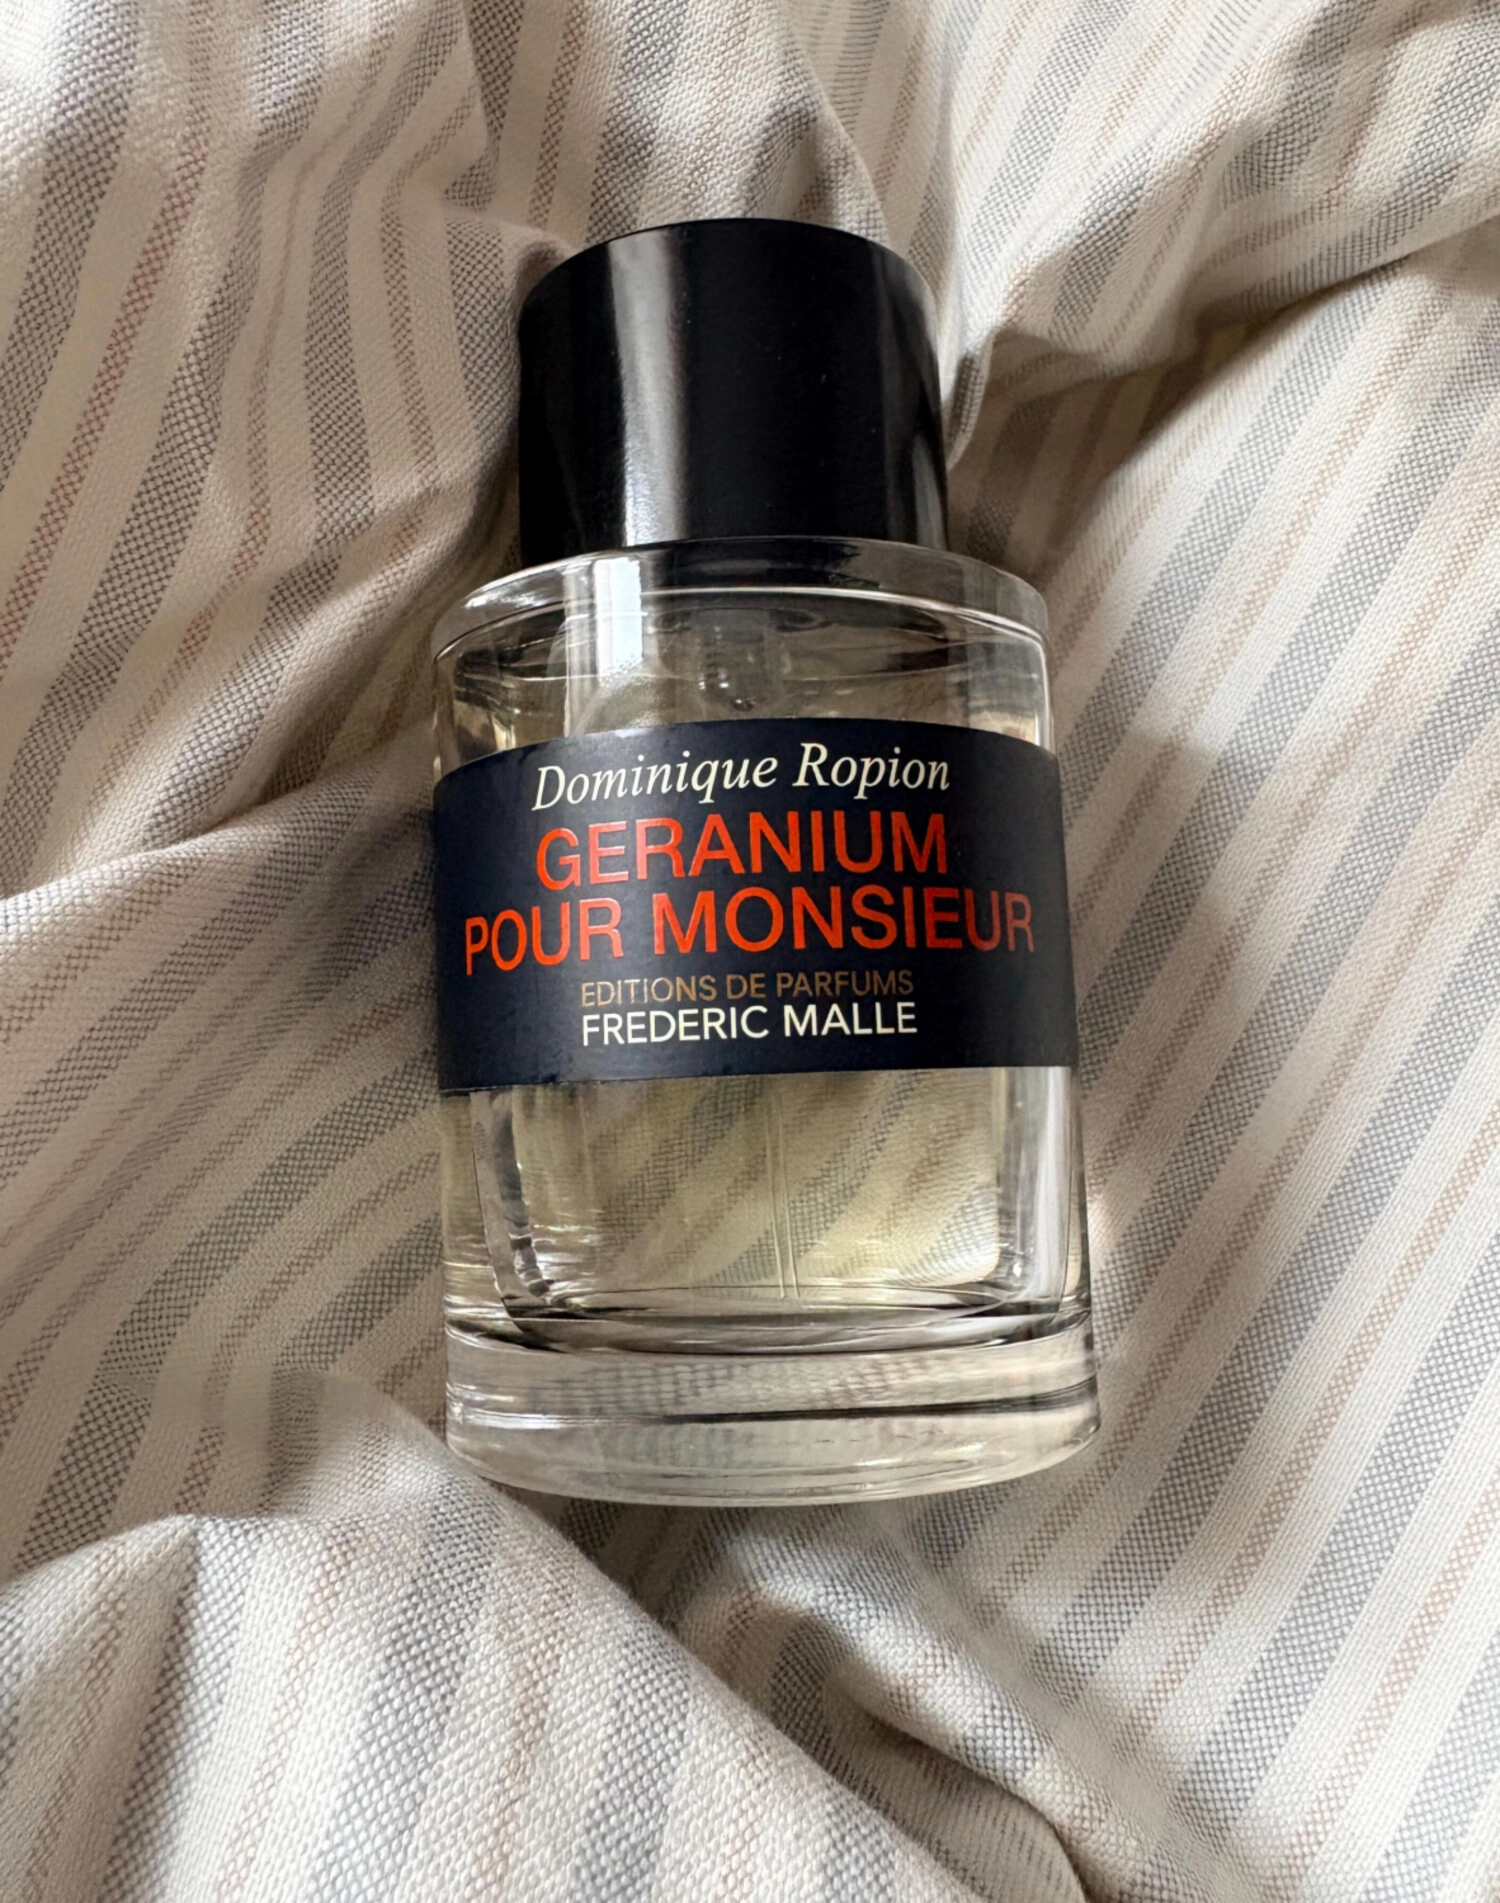 Dominique Ropion
GERANIUM
POUR MONSIEUR
EDITIONS DE PARFUMS
FREDERIC MALLE